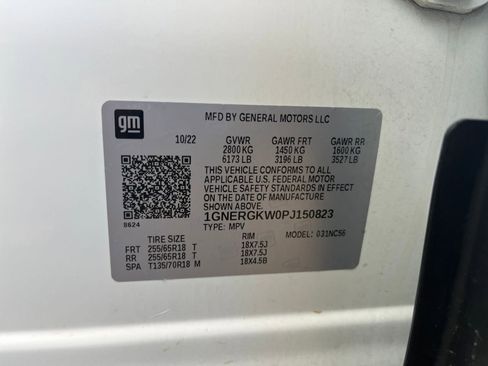 gm
MFD BY GENERAL MOTORS LLC
10/22 GVWR GAWR FRT GAWR RR
2800 KG 1450 KG 1600 KG
6173 LB 3196 LB 3527 LB
THIS VEHICLE CONFORMS TO ALL
APPLICABLE U.S. FEDERAL MOTOR
VEHICLE SAFETY STANDARDS IN EFFECT
ON THE DATE OF MANUFACTURE
SHOWN ABOVE.
1GNERGKW0PJ150823
8624 TYPE: MPV
TIRE SIZE RIM MODEL: 031NC56
FRT 255/65R18 T 18X7.5J
RR 255/65R18 T 18X7.5J
SPA T135/70R18 M 18X4.5B